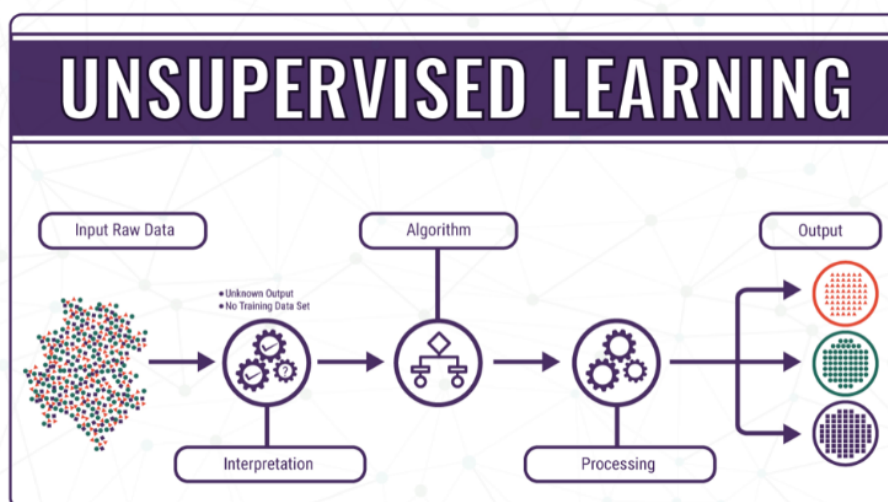 UNSUPERVISED LEARNING
Input Raw Data
Algorithm
Output
• Unknown Output
• No Training Data Set
?
Interpretation
Processing